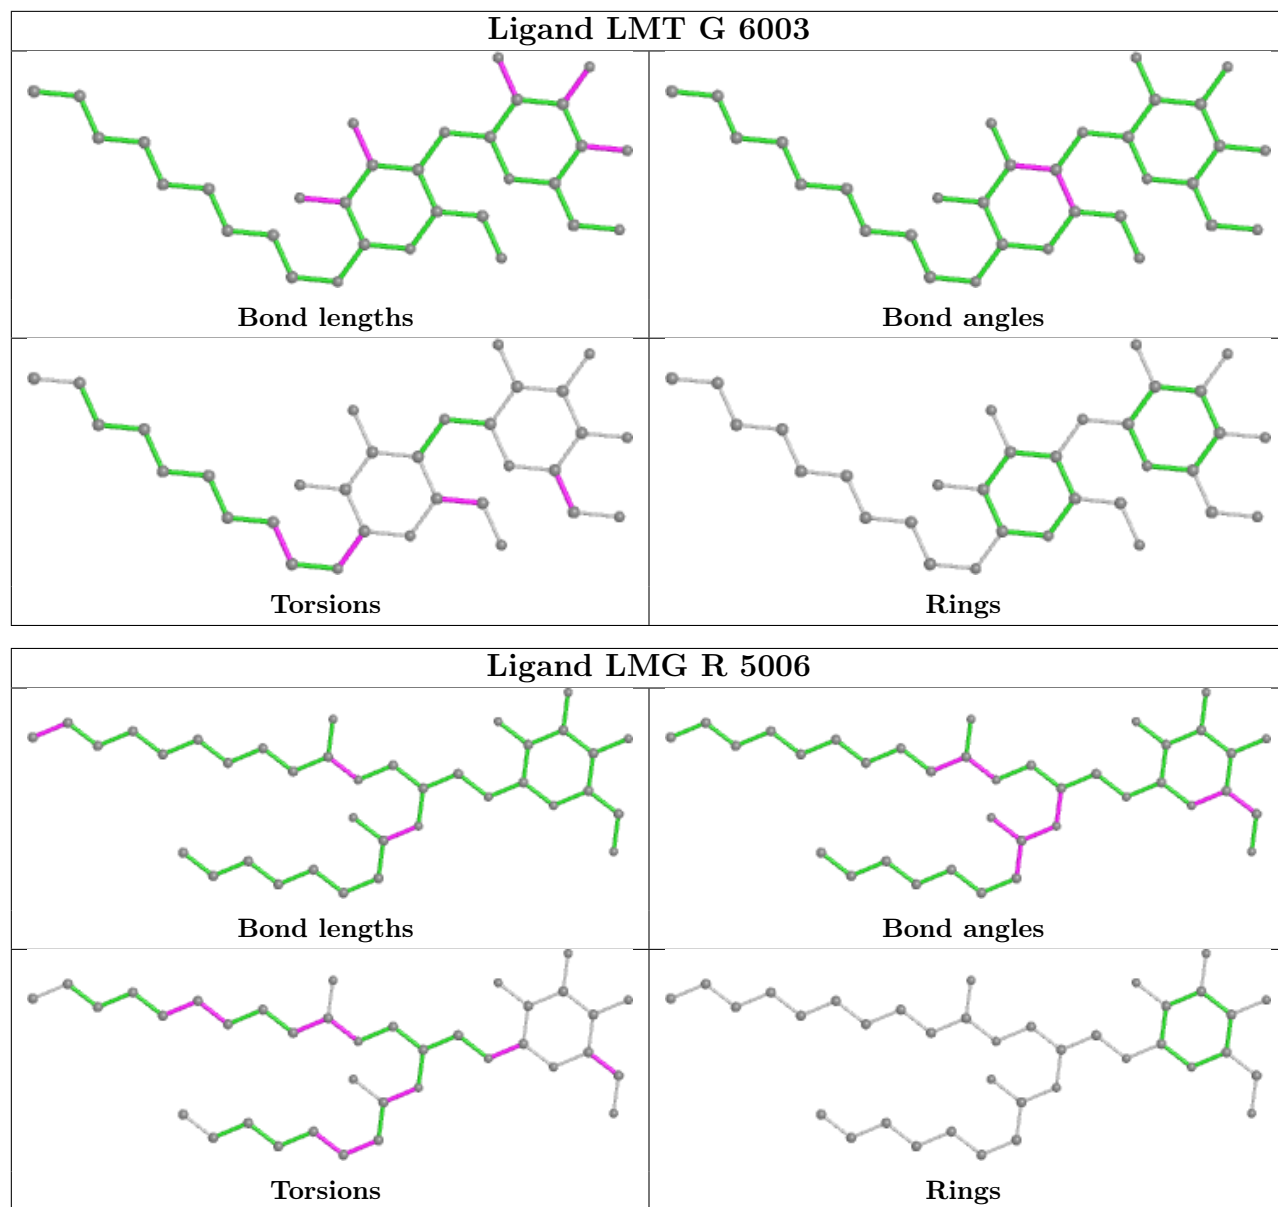 Ligand LMT G 6003
Bond lengths
Bond angles
Torsions
Rings
Ligand LMG R 5006
Bond lengths
Bond angles
Torsions
Rings